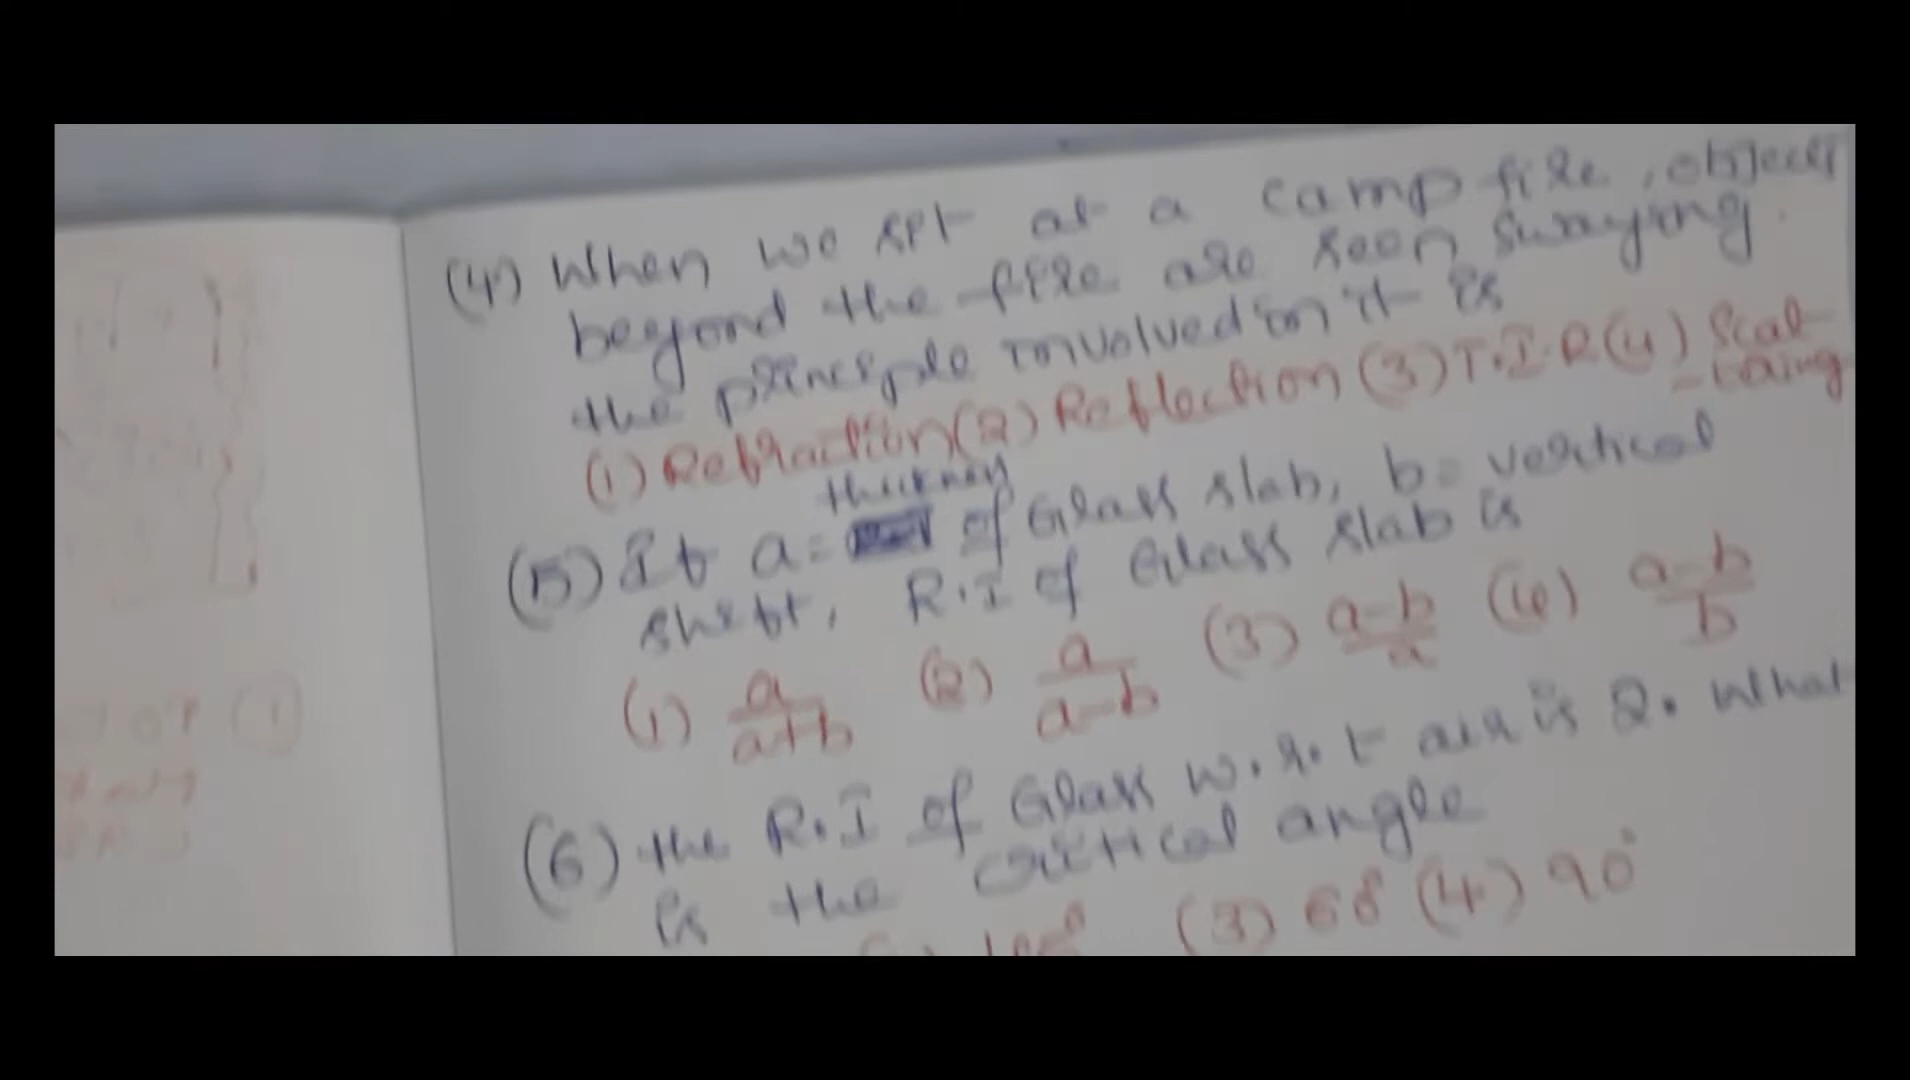 (4) When we sit at a camp fire, objects
beyond the fire are seen swaying.
the principle involved in it is
(1) Refraction (2) Reflection (3) T.I.R (4) Scat-
-tering
thickness
(5) If a = of Glass slab, b = vertical
shift, R.I of Glass slab is
(1) a/a+b (2) a/a-b (3) a-b/a (4) a-b/b
(6) the R.I of Glass w.r.t air is 2. What
is the critical angle
(3) 60° (4) 90°